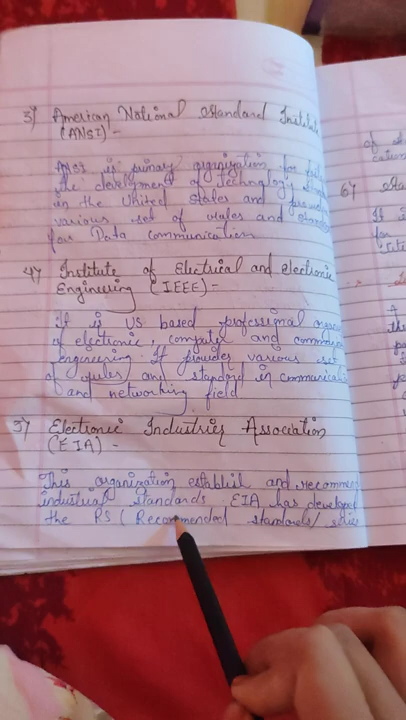 3) American National Standard Institute
(ANSI) -
ANSI is primary organization for
the development of Technology
in the United States and
various set of rules and
for Data communication
4) Institute of Electrical and electronic
Engineering (IEEE) -
it is US based professional
of electronic, computer and
engineering. It provides various set
of rules and standard in
and networking field
5) Electronic Industries Association
(EIA) -
This organization establish and recommend
industrial standards EIA has
the RS (Recommended standards) series
6)